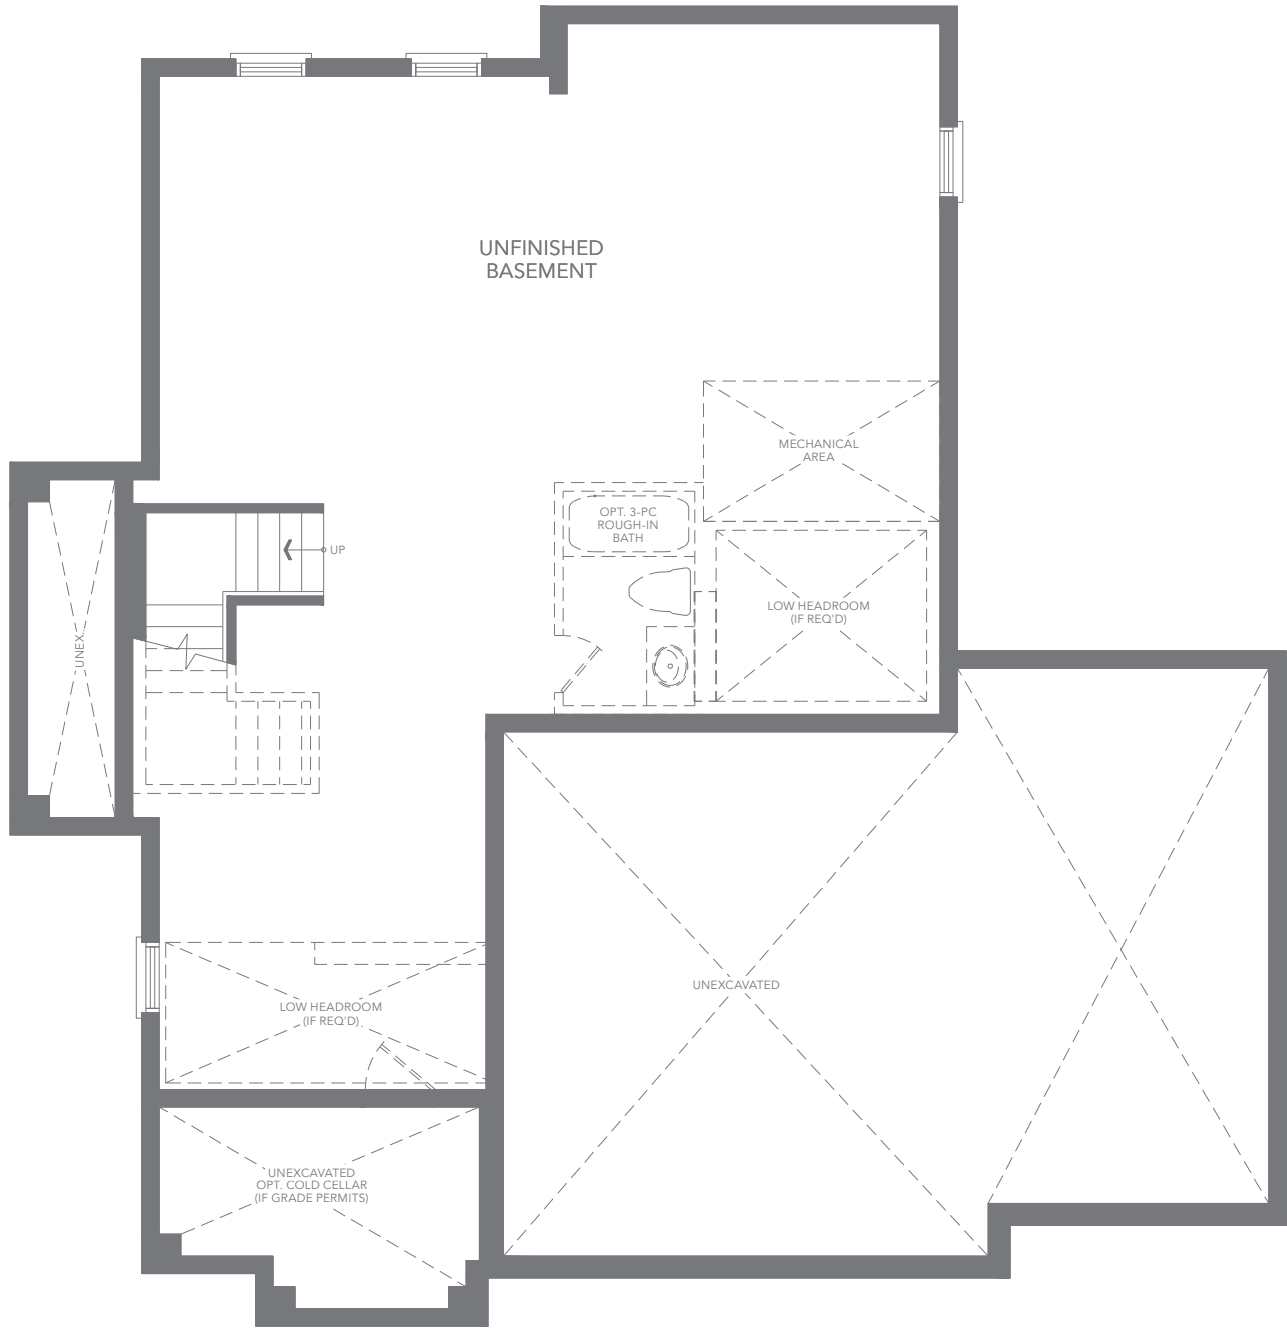 UNFINISHED
BASEMENT
MECHANICAL
AREA
OPT. 3-PC
ROUGH-IN
BATH
UP
LOW HEADROOM
(IF REQ'D)
UNEX.
UNEXCAVATED
LOW HEADROOM
(IF REQ'D)
UNEXCAVATED
OPT. COLD CELLAR
(IF GRADE PERMITS)